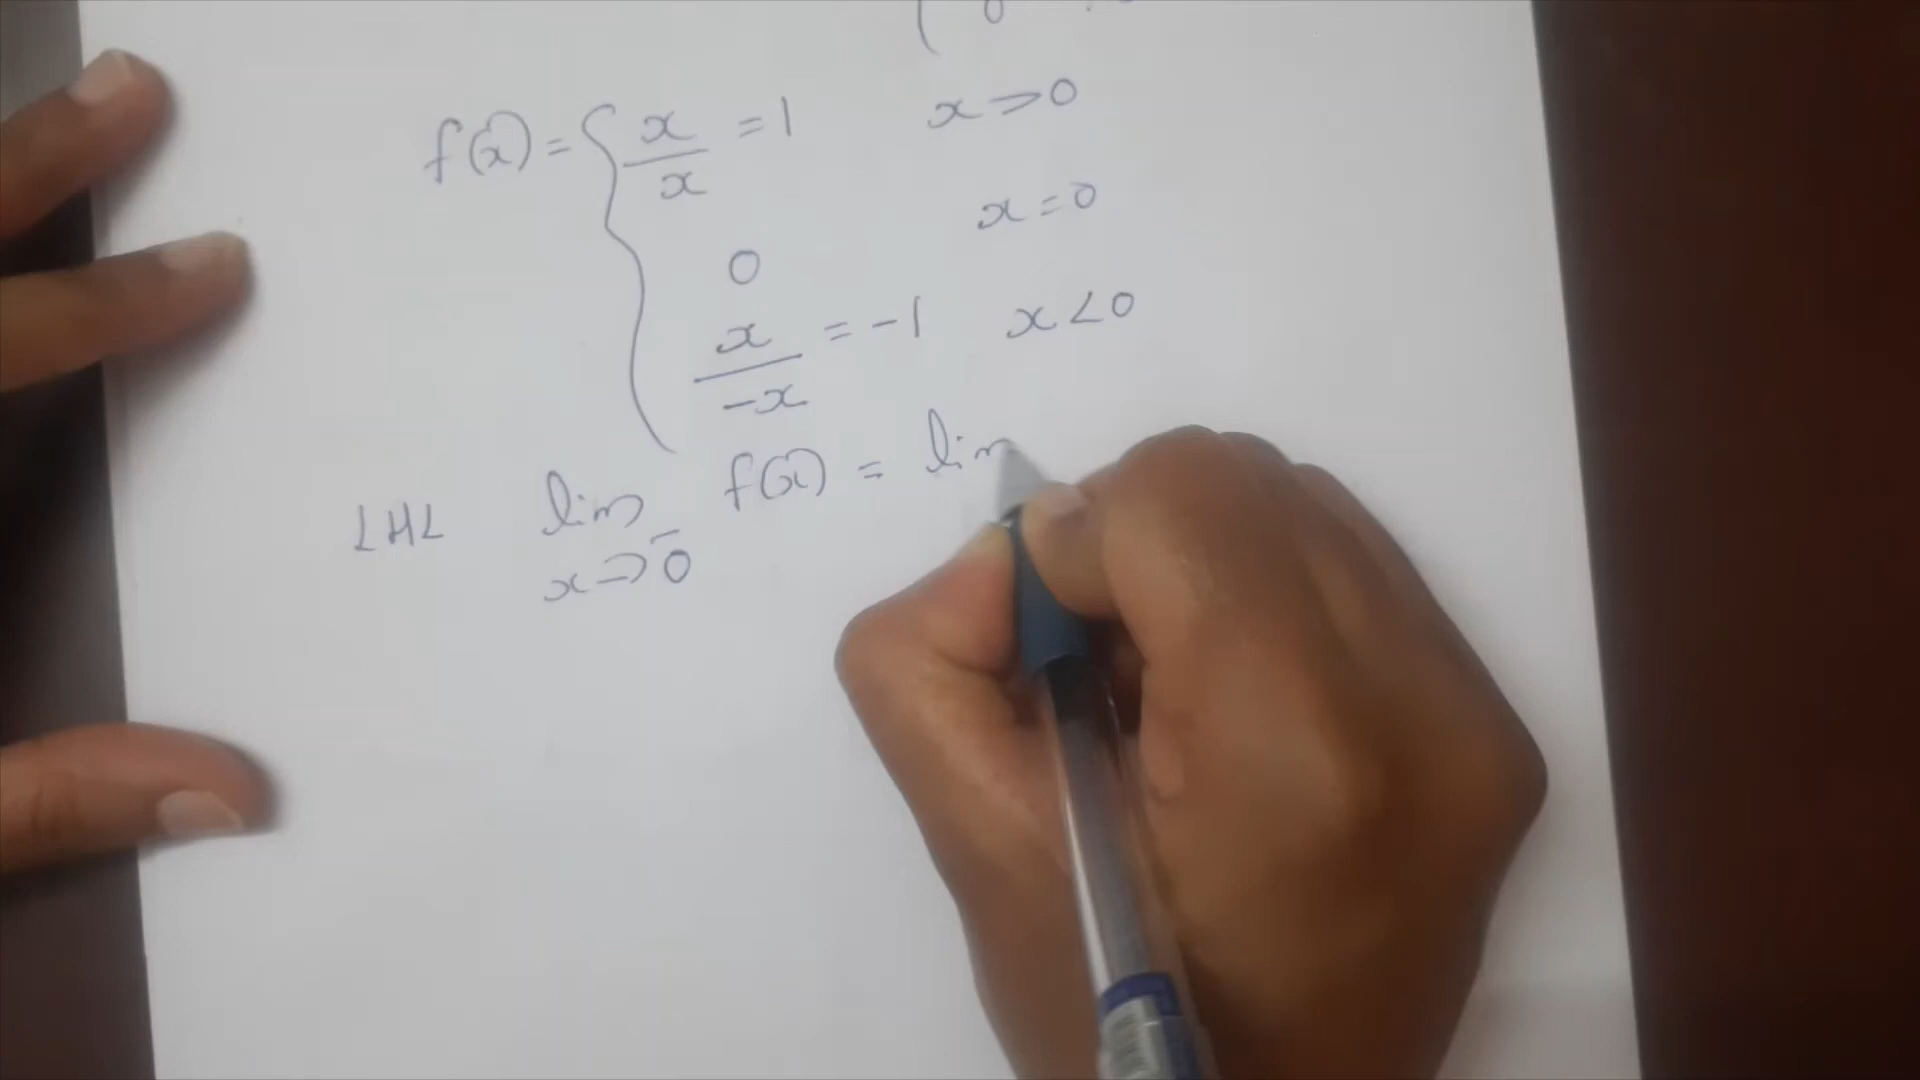 f(x) = { x/x = 1 x > 0
0 x = 0
x/-x = -1 x < 0
LHL lim x→0⁻ f(x) = lim